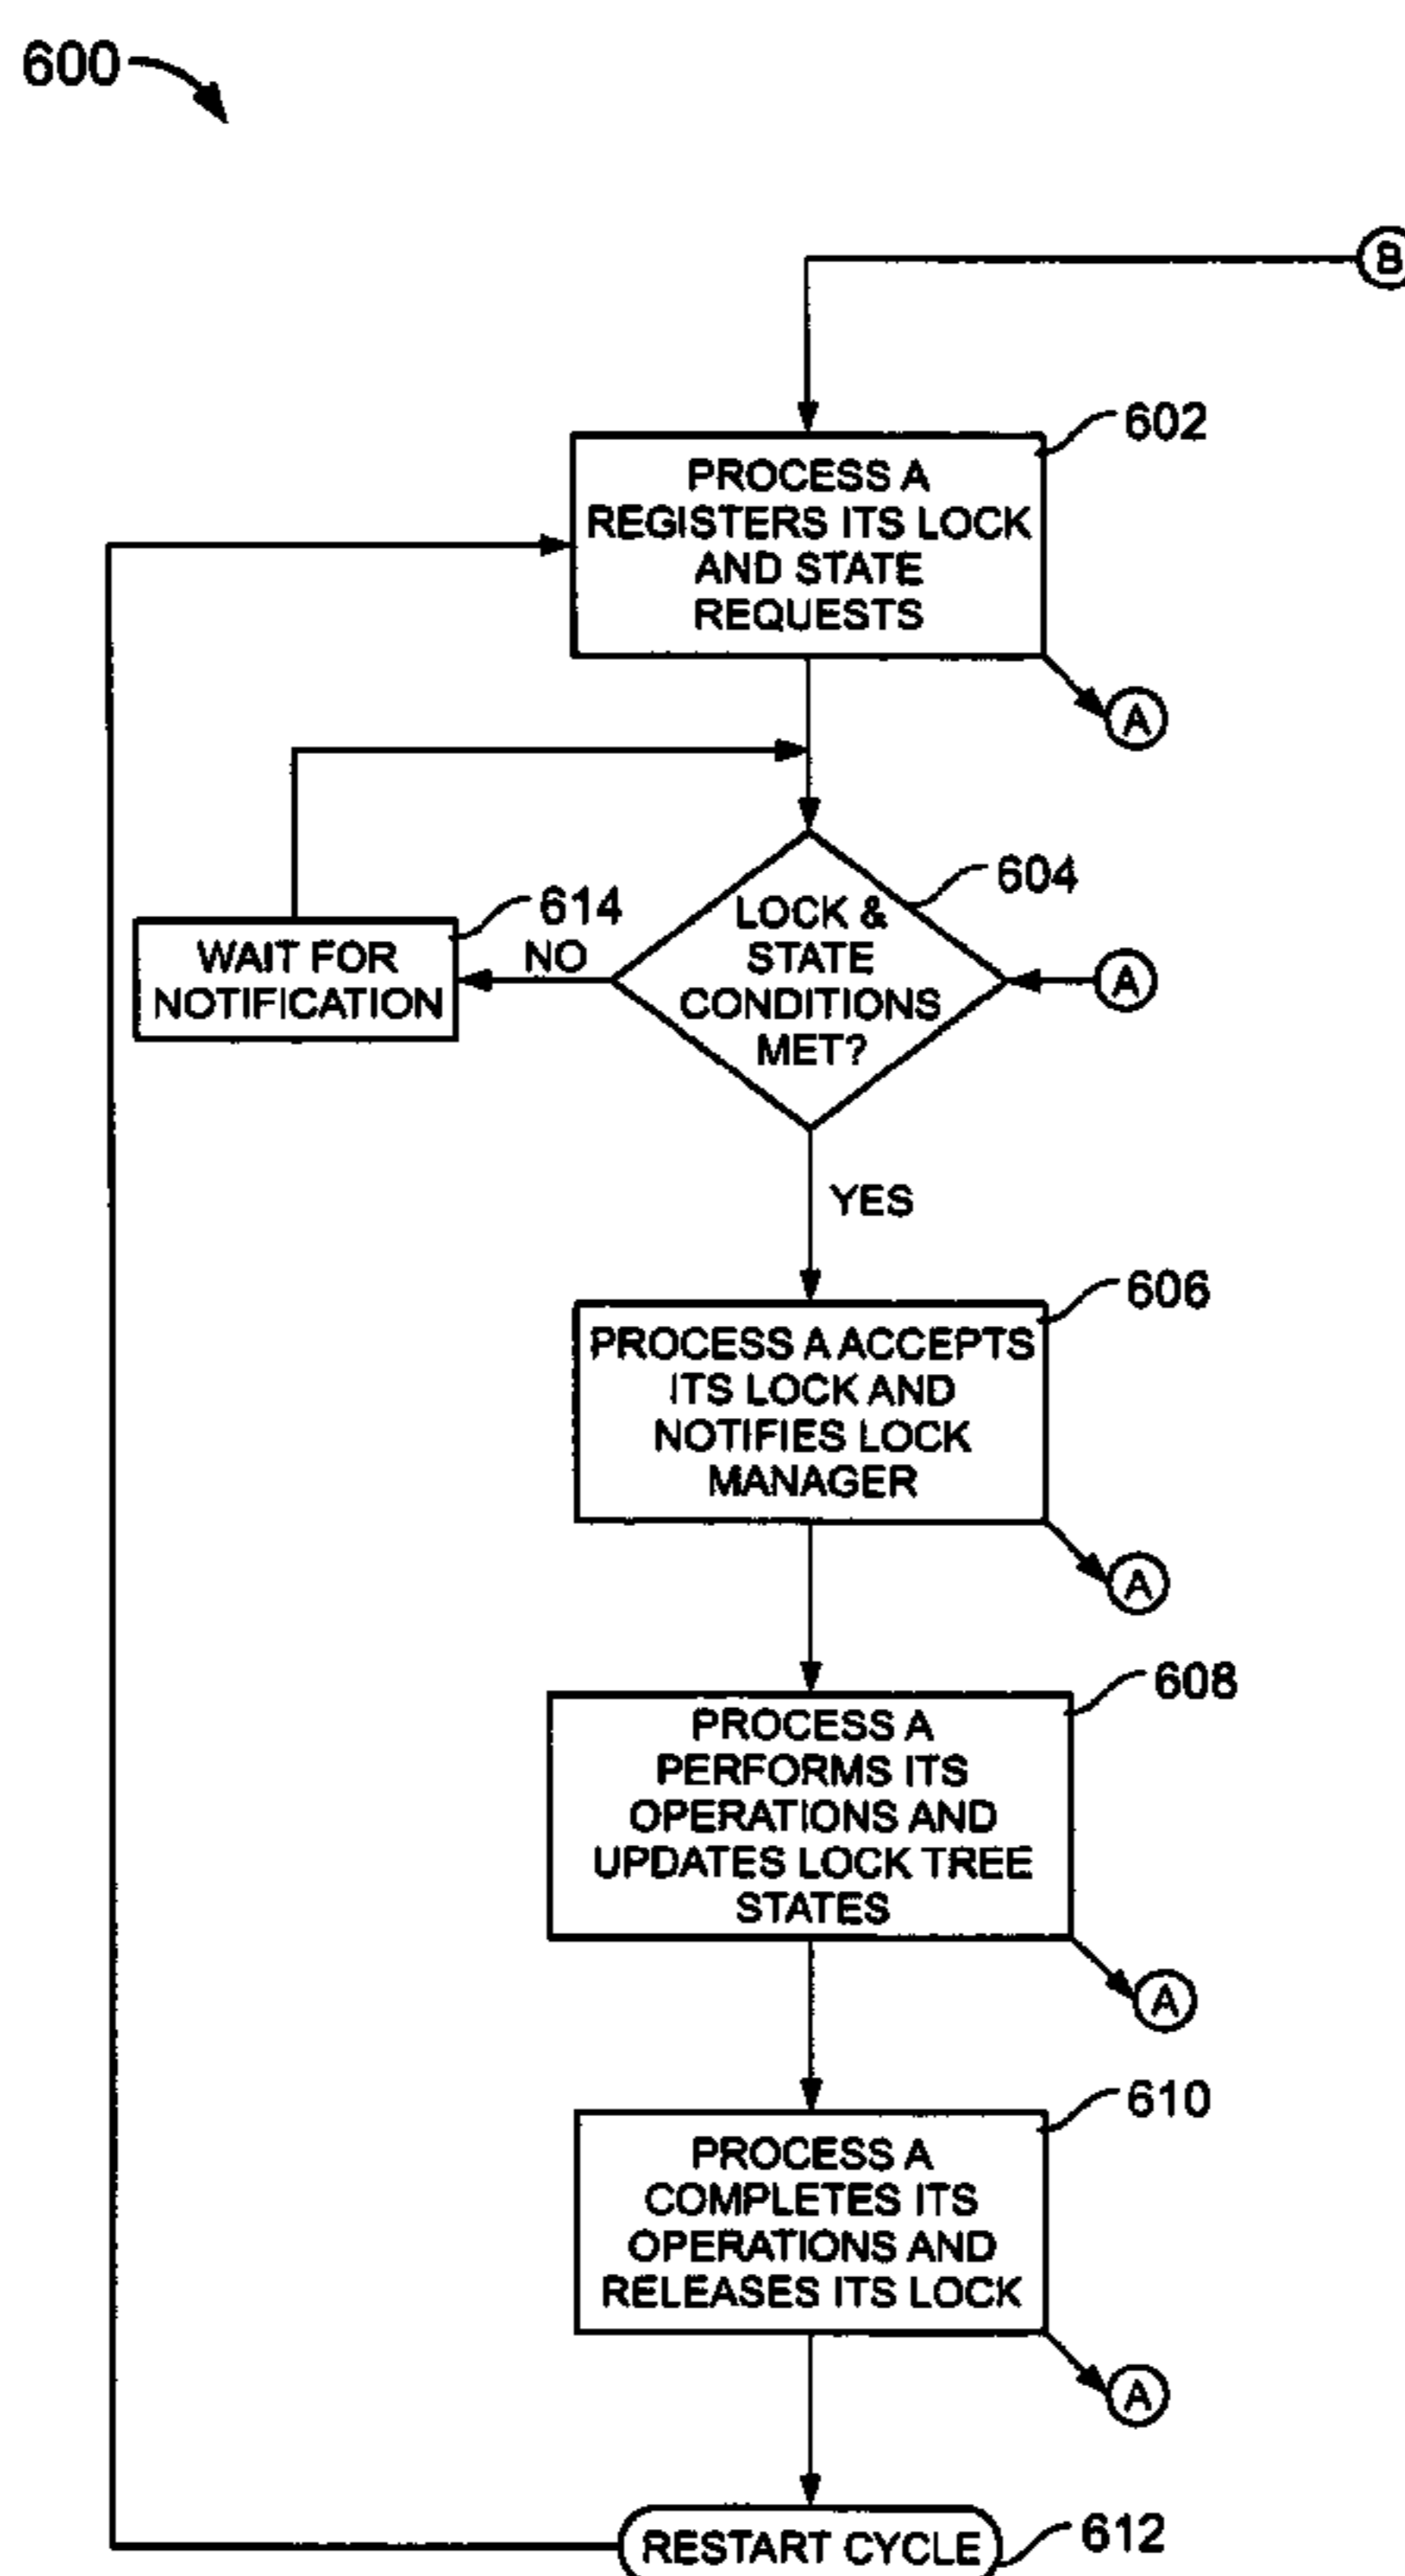 600
B
602
PROCESS A
REGISTERS ITS LOCK
AND STATE
REQUESTS
A
604
614
LOCK &
STATE
CONDITIONS
MET?
NO
WAIT FOR
NOTIFICATION
A
YES
606
PROCESS A ACCEPTS
ITS LOCK AND
NOTIFIES LOCK
MANAGER
A
608
PROCESS A
PERFORMS ITS
OPERATIONS AND
UPDATES LOCK TREE
STATES
A
610
PROCESS A
COMPLETES ITS
OPERATIONS AND
RELEASES ITS LOCK
A
RESTART CYCLE
612